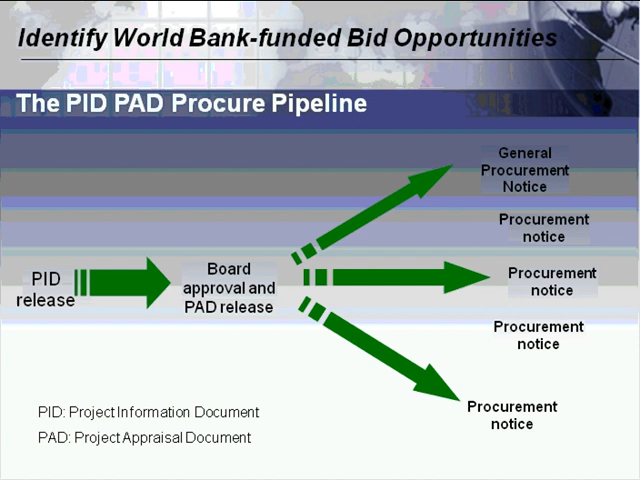 Identify World Bank-funded Bid Opportunities
The PID PAD Procure Pipeline
General
Procurement
Notice
Procurement
notice
PID
release
Board
approval and
PAD release
Procurement
notice
Procurement
notice
Procurement
notice
PID: Project Information Document
PAD: Project Appraisal Document